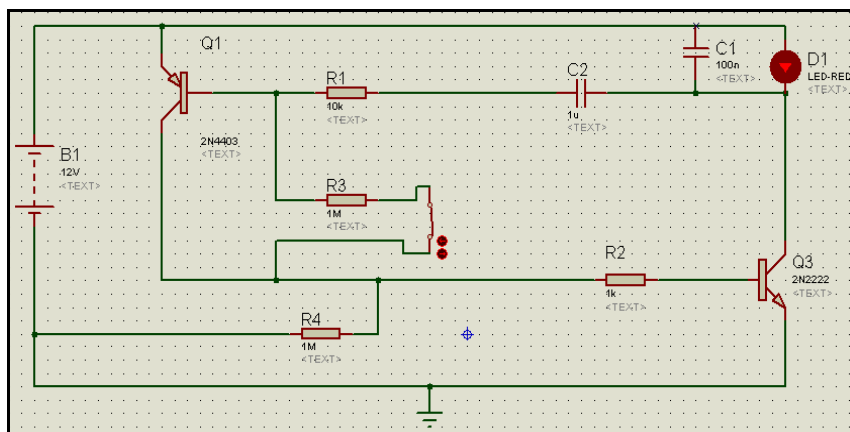 Q1
2N4403
<TEXT>
R1
10k
<TEXT>
C2
1u
<TEXT>
C1
100n
<TEXT>
D1
LED-RED
<TEXT>
B1
12V
<TEXT>
R3
1M
<TEXT>
R2
1k
<TEXT>
Q3
2N2222
<TEXT>
R4
1M
<TEXT>